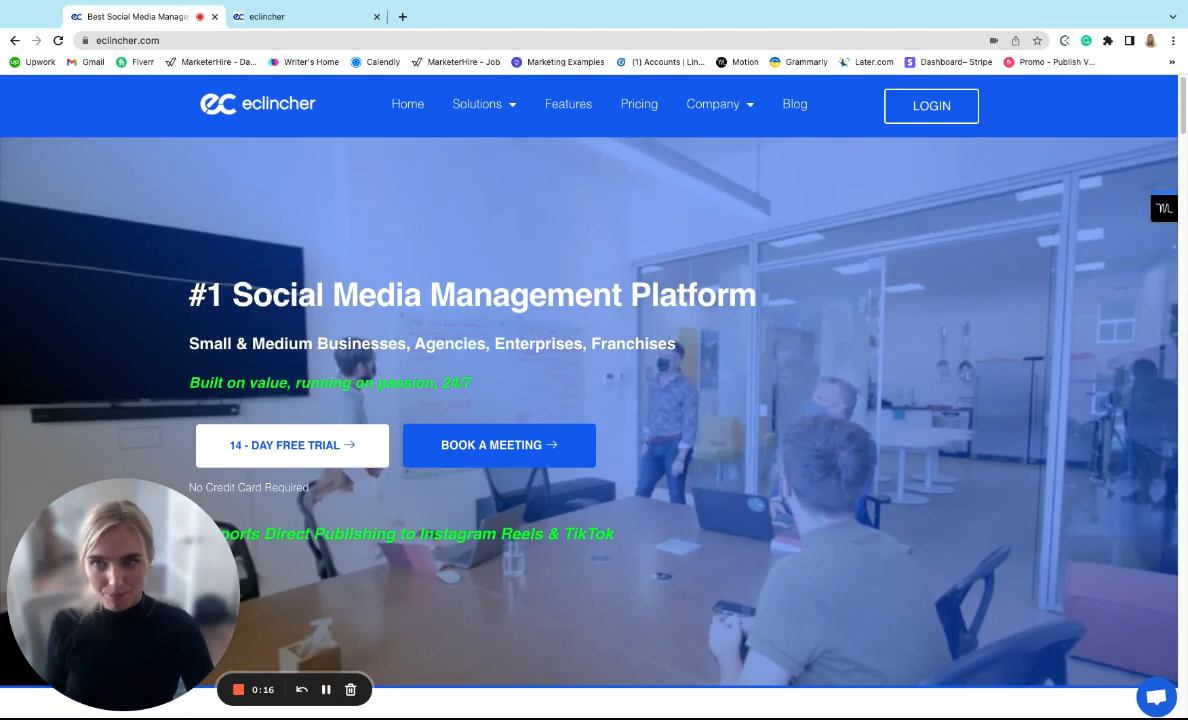 Best Social Media Manage
eclincher
eclincher.com
Upwork
Gmail
Fiverr
MarketerHire - Da...
Writer's Home
Calendly
MarketerHire - Job
Marketing Examples
(1) Accounts | Lin...
Motion
Grammarly
Later.com
Dashboard– Stripe
Promo - Publish V...
»
ec eclincher
Home
Solutions
Features
Pricing
Company
Blog
LOGIN
#1 Social Media Management Platform
Small & Medium Businesses, Agencies, Enterprises, Franchises
Built on value, running on passion. 24/7
14 - DAY FREE TRIAL →
BOOK A MEETING →
No Credit Card Required
ports Direct Publishing to Instagram Reels & TikTok
0:16